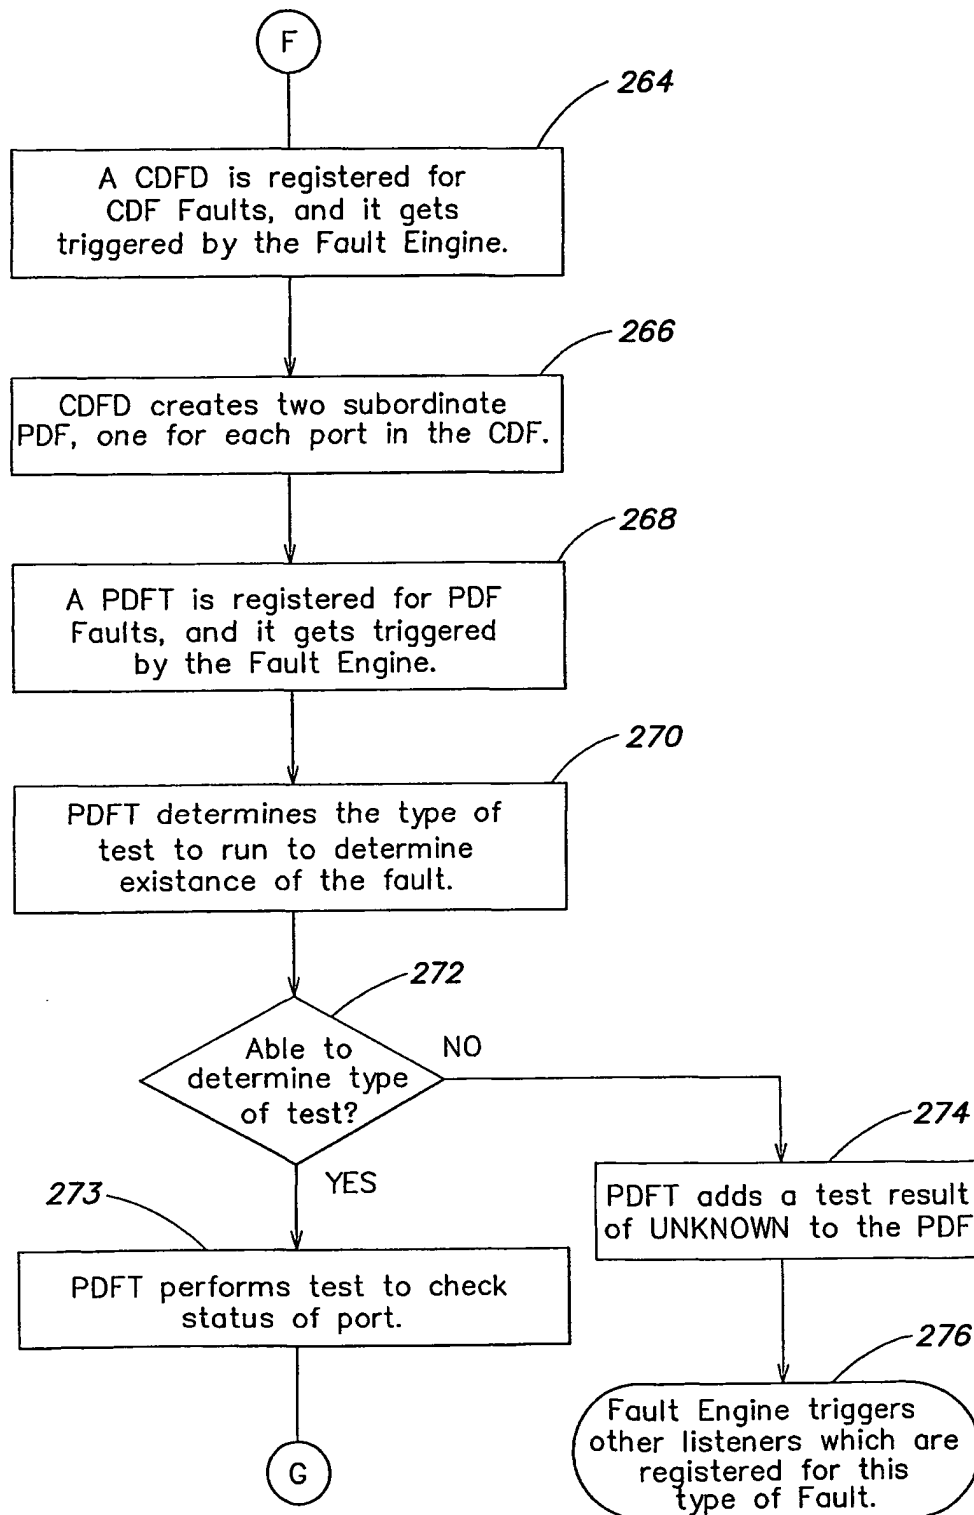 F
264
A CDFD is registered for
CDF Faults, and it gets
triggered by the Fault Eingine.
266
CDFD creates two subordinate
PDF, one for each port in the CDF.
268
A PDFT is registered for PDF
Faults, and it gets triggered
by the Fault Engine.
270
PDFT determines the type of
test to run to determine
existance of the fault.
272
Able to
determine type
of test?
NO
YES
273
PDFT performs test to check
status of port.
G
274
PDFT adds a test result
of UNKNOWN to the PDF
276
Fault Engine triggers
other listeners which are
registered for this
type of Fault.